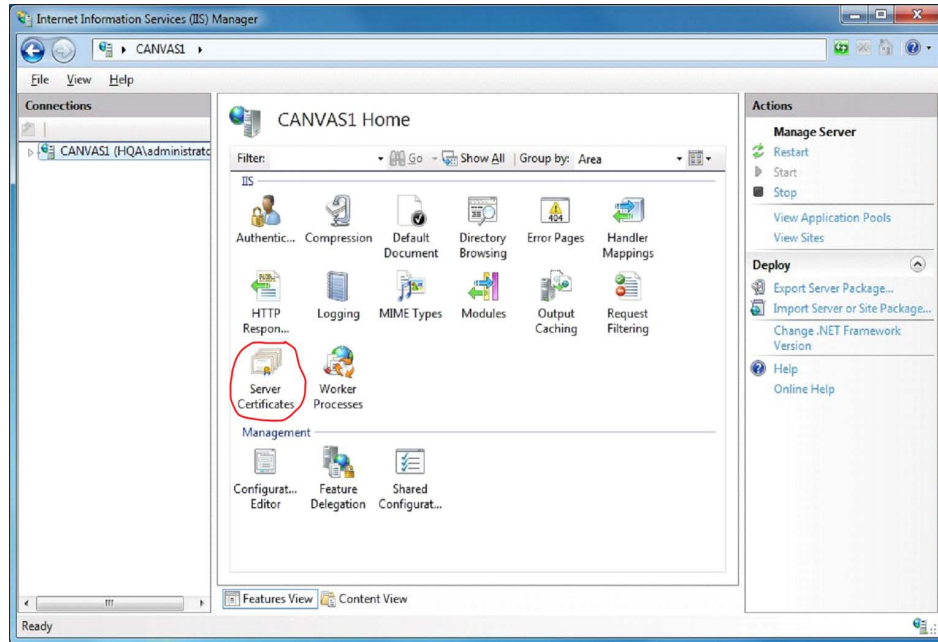 Internet Information Services (IIS) Manager
CANVAS1
File View Help
Connections
CANVAS1 (HQA\administratc
CANVAS1 Home
Filter: Go Show All Group by: Area
IIS
Authentic... Compression Default Document Directory Browsing Error Pages Handler Mappings
HTTP Respon... Logging MIME Types Modules Output Caching Request Filtering
Server Certificates Worker Processes
Management
Configurat... Editor Feature Delegation Shared Configurat...
Features View Content View
Actions
Manage Server
Restart
Start
Stop
View Application Pools
View Sites
Deploy
Export Server Package...
Import Server or Site Package...
Change .NET Framework
Version
Help
Online Help
Ready